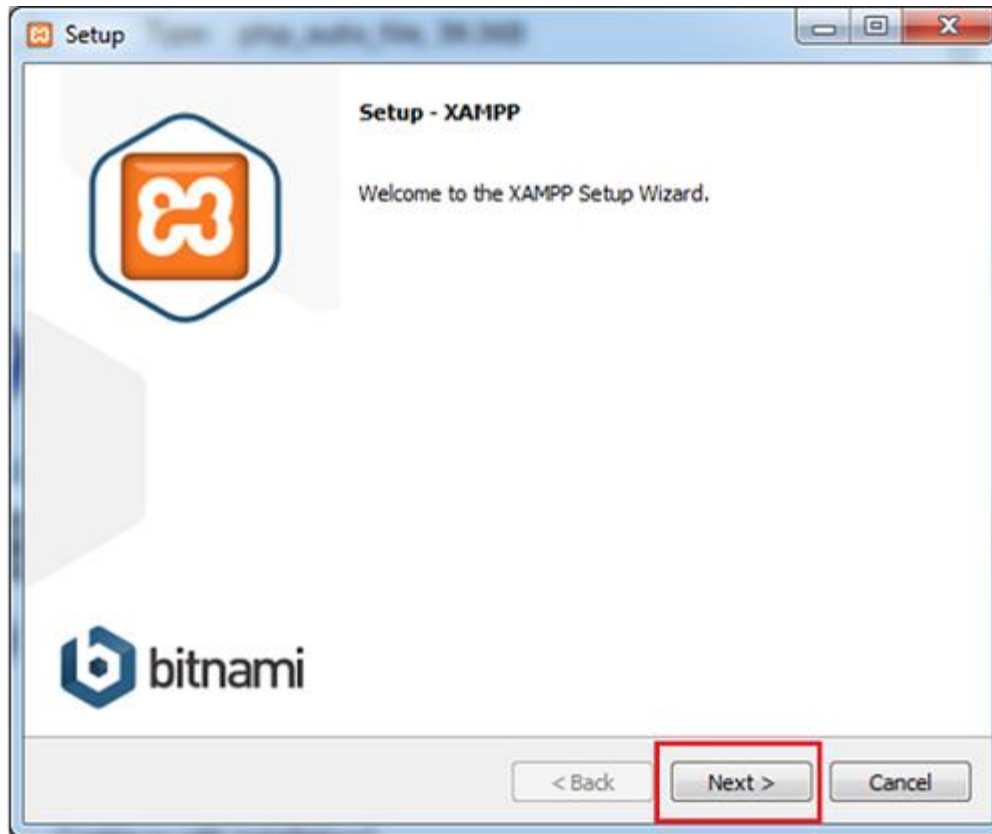 Setup
Setup - XAMPP
Welcome to the XAMPP Setup Wizard.
bitnami
< Back
Next >
Cancel